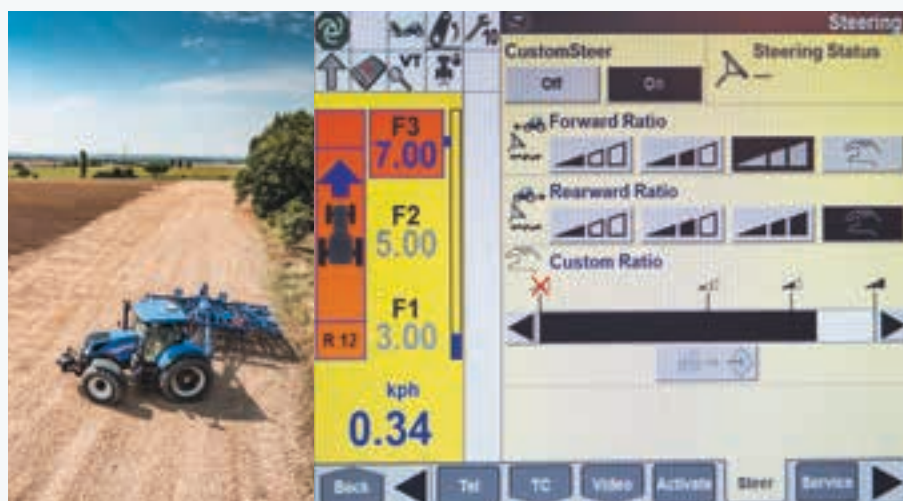 Steering
10
VT
CustomSteer
Steering Status
Off
On
F3
7.00
Forward Ratio
Rearward Ratio
F2
5.00
Custom Ratio
F1
R 12
3.00
kph
0.34
Back
Tel
TC
Video
Activate
Steer
Service